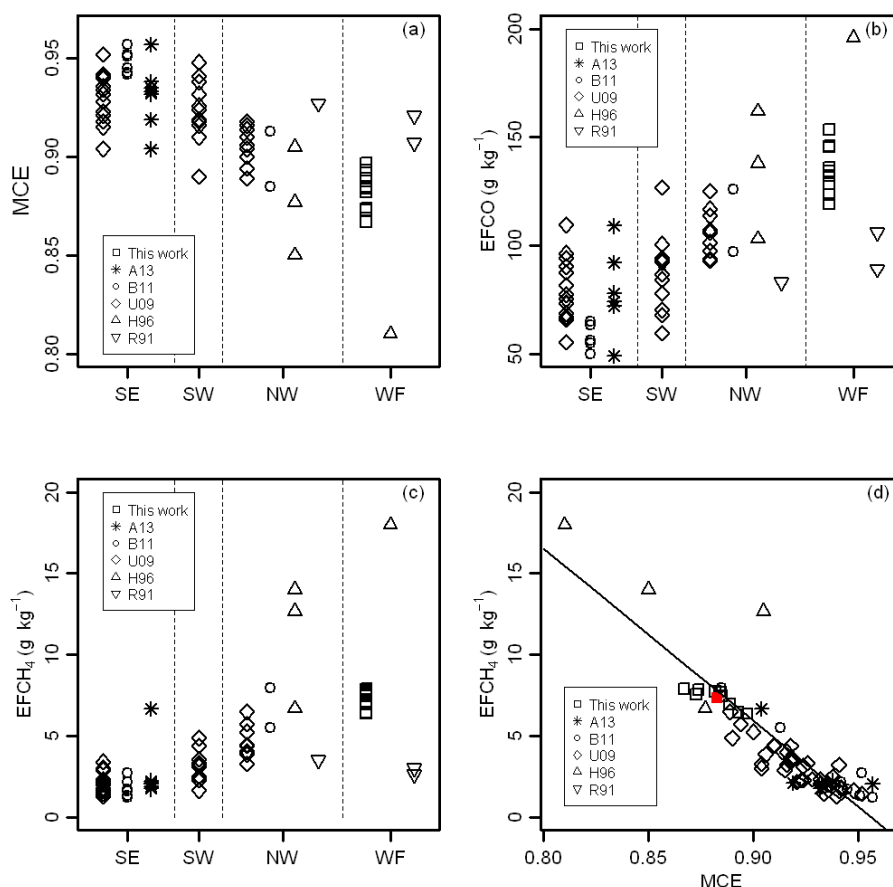 (a)
MCE
0.95
0.90
0.85
0.80
This work
A13
B11
U09
H96
R91
SE SW NW WF
(b)
EFCO (g kg⁻¹)
200
150
100
50
This work
A13
B11
U09
H96
R91
SE SW NW WF
(c)
EFCH₄ (g kg⁻¹)
20
15
10
5
0
This work
A13
B11
U09
H96
R91
SE SW NW WF
(d)
EFCH₄ (g kg⁻¹)
20
15
10
5
0
This work
A13
B11
U09
H96
R91
0.80 0.85 0.90 0.95
MCE